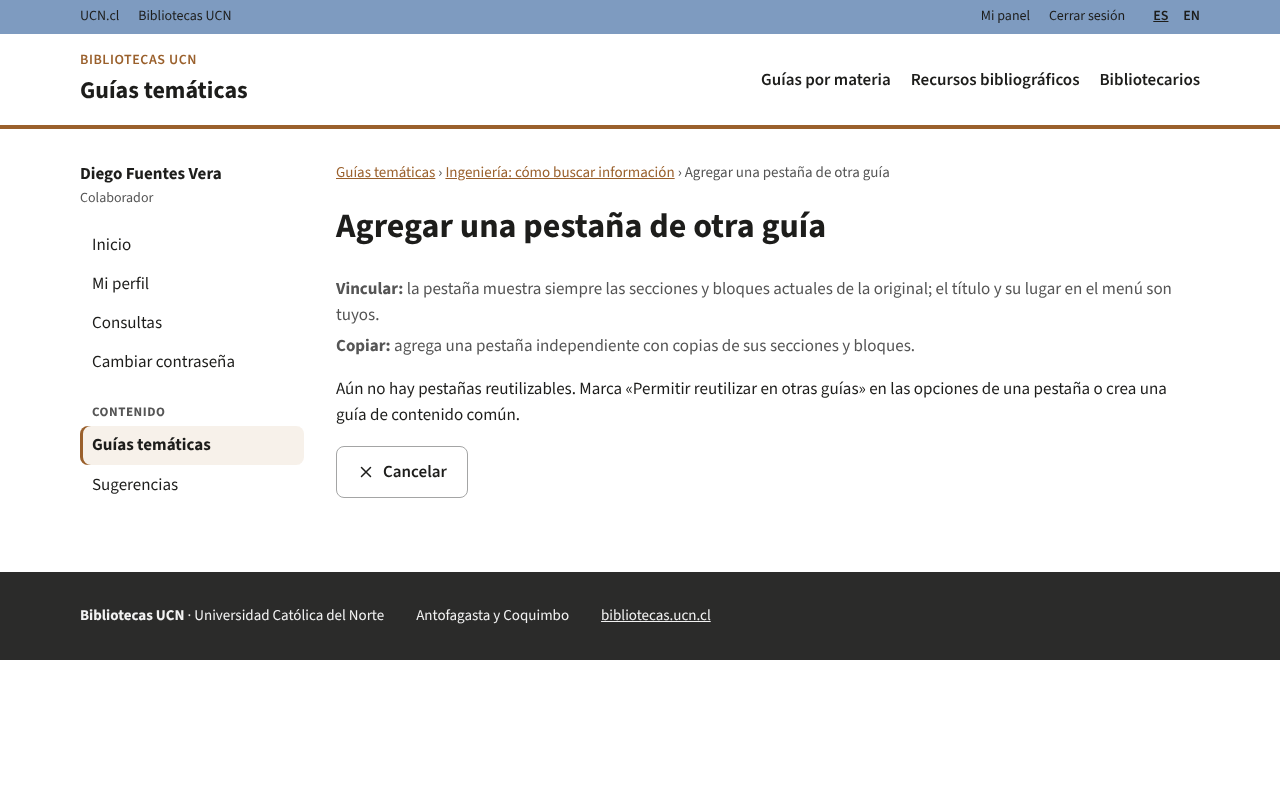 UCN.cl Bibliotecas UCN Mi panel Cerrar sesión ES EN
BIBLIOTECAS UCN
Guías temáticas
Guías por materia Recursos bibliográficos Bibliotecarios
Diego Fuentes Vera
Colaborador
Inicio
Mi perfil
Consultas
Cambiar contraseña
CONTENIDO
Guías temáticas
Sugerencias
Guías temáticas › Ingeniería: cómo buscar información › Agregar una pestaña de otra guía
Agregar una pestaña de otra guía
Vincular: la pestaña muestra siempre las secciones y bloques actuales de la original; el título y su lugar en el menú son
tuyos.
Copiar: agrega una pestaña independiente con copias de sus secciones y bloques.
Aún no hay pestañas reutilizables. Marca «Permitir reutilizar en otras guías» en las opciones de una pestaña o crea una
guía de contenido común.
Cancelar
Bibliotecas UCN · Universidad Católica del Norte Antofagasta y Coquimbo bibliotecas.ucn.cl